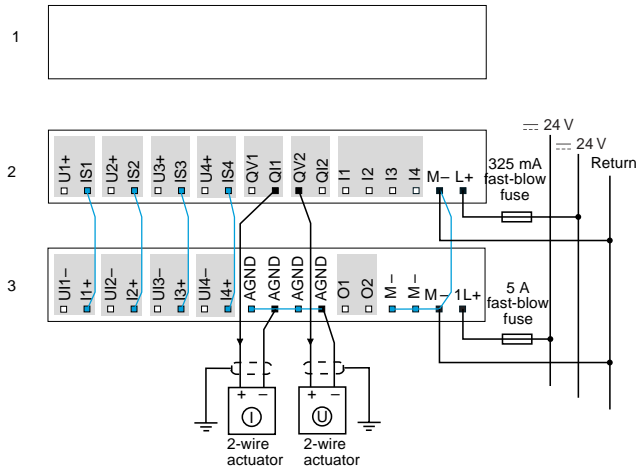 1
24 V
24 V
Return
2
U1+ IS1 U2+ IS2 U3+ IS3 U4+ IS4 QV1 QI1 QV2 QI2 I1 I2 I3 I4 M– L+
325 mA
fast-blow
fuse
3
UI1– I1+ UI2– I2+ UI3– I3+ UI4– I4+ AGND AGND AGND AGND O1 O2 M– M– M– 1L+
5 A
fast-blow
fuse
+ – + –
I U
2-wire
actuator
2-wire
actuator